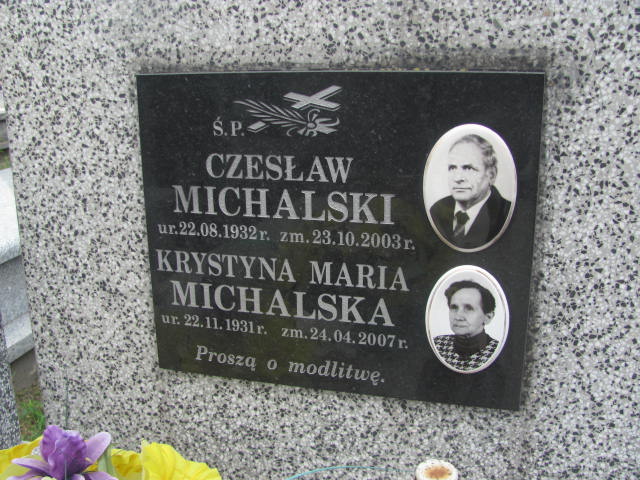 Ś.P.
CZESŁAW
MICHALSKI
ur.22.08.1932r. zm.23.10.2003r.
KRYSTYNA MARIA
MICHALSKA
ur.22.11.1931r. zm.24.04.2007r.
Proszą o modlitwę.